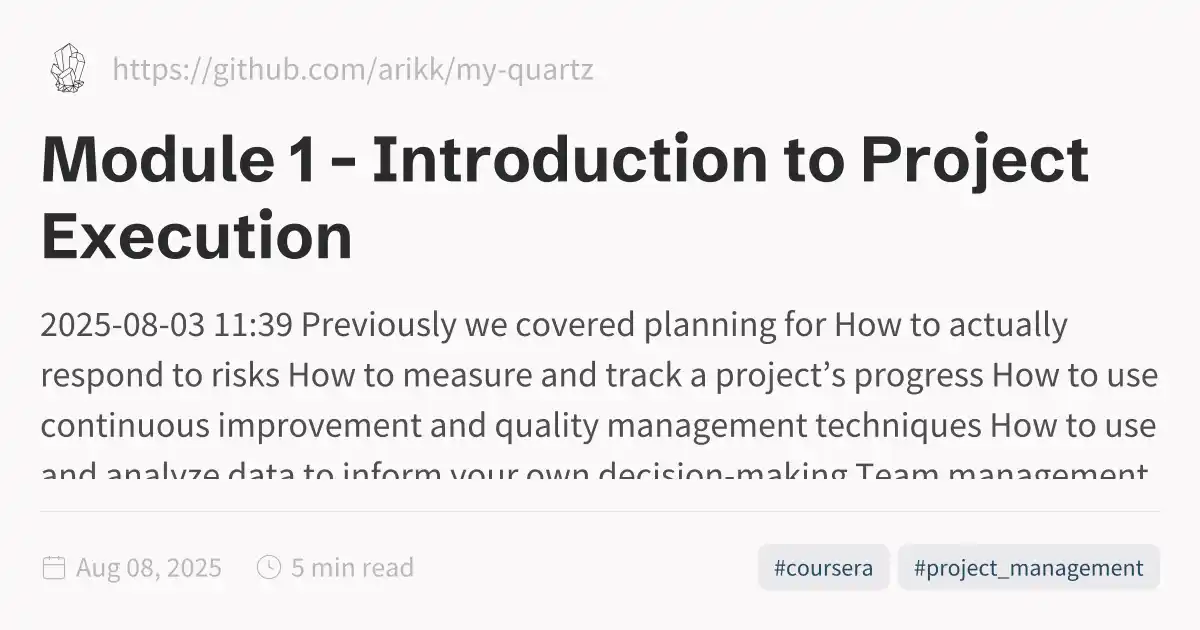 https://github.com/arikk/my-quartz
Module 1 - Introduction to Project
Execution
2025-08-03 11:39 Previously we covered planning for How to actually
respond to risks How to measure and track a project’s progress How to use
continuous improvement and quality management techniques How to use
and analyze data to inform your own decision-making Team management
Aug 08, 2025
5 min read
#coursera
#project_management